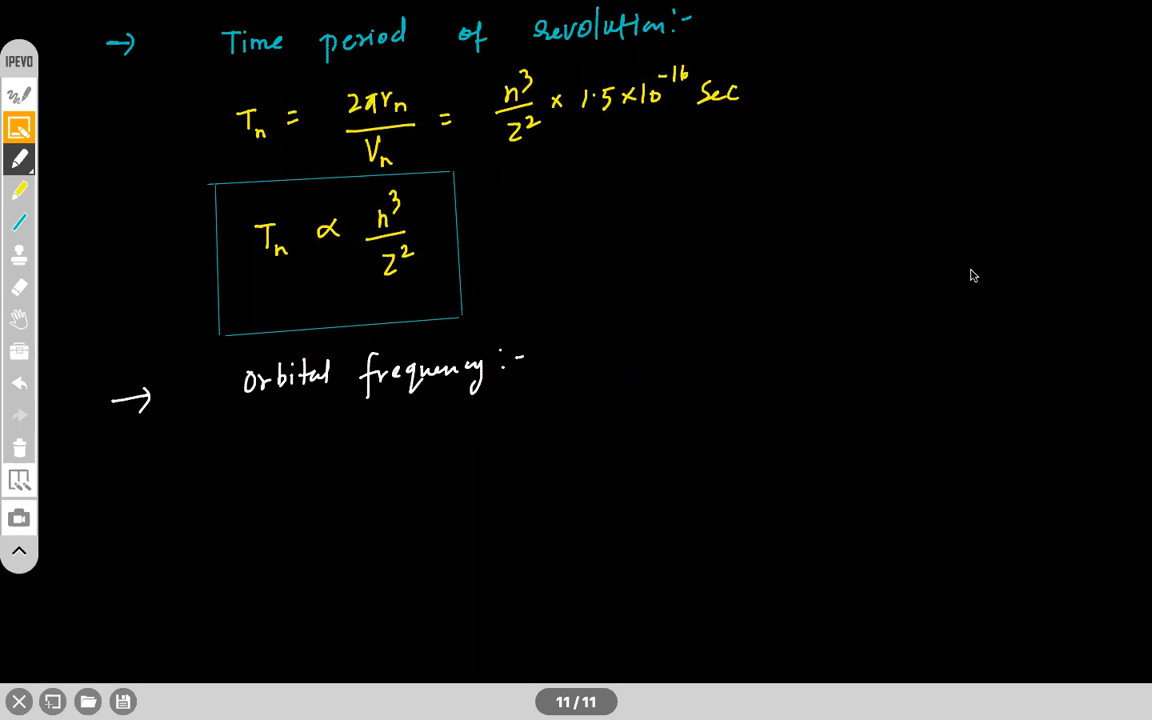 → Time period of revolution:-
IPEVO
Tn = 2πrn/Vn = n³/Z² × 1.5×10⁻¹⁶ Sec
Tn ∝ n³/Z²
→ Orbital frequency:-
11/11